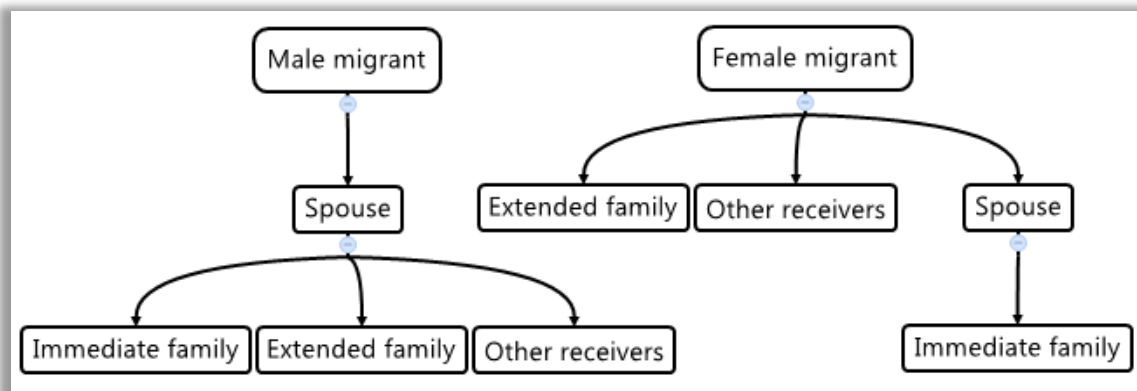 Male migrant
Female migrant
Spouse
Extended family
Other receivers
Spouse
Immediate family
Extended family
Other receivers
Immediate family